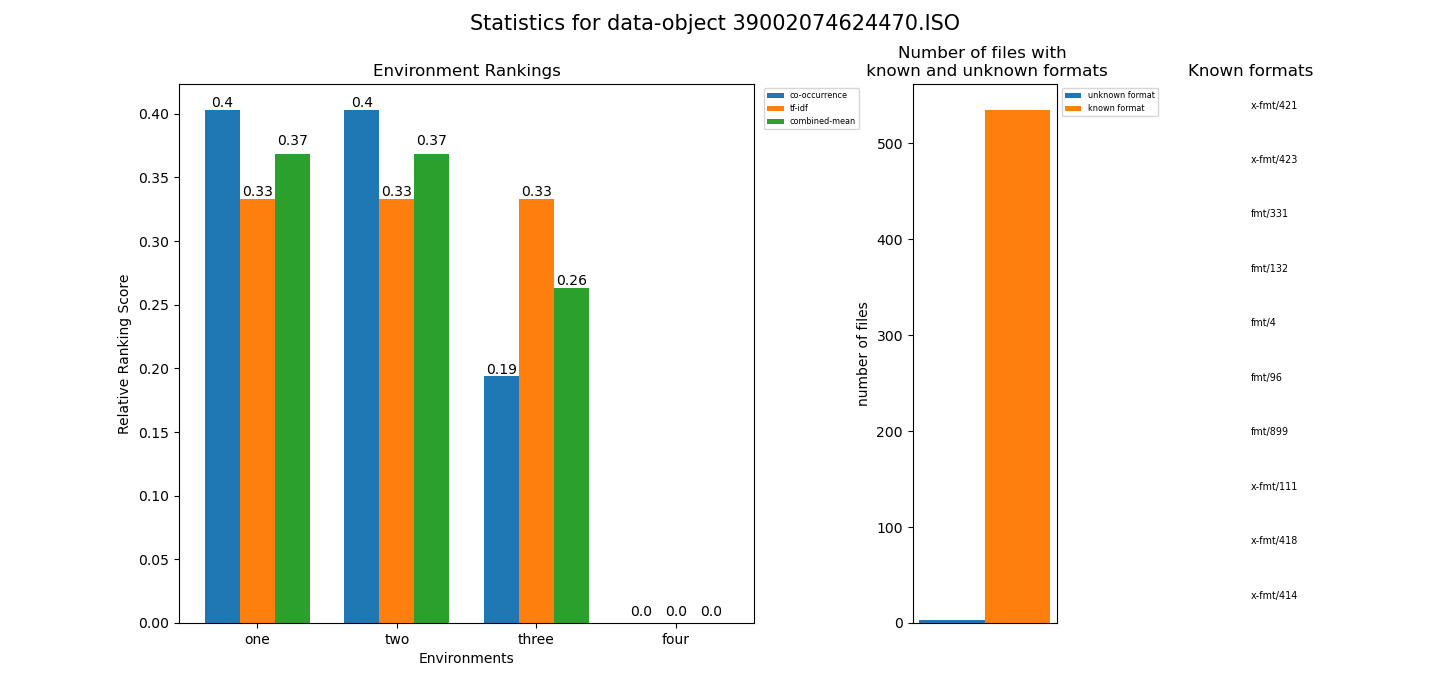 Statistics for data-object 39002074624470.ISO
Environment Rankings
Relative Ranking Score
0.40
0.35
0.30
0.25
0.20
0.15
0.10
0.05
0.00
0.4
0.33
0.37
0.4
0.33
0.37
0.19
0.33
0.26
0.0
0.0
0.0
one
two
three
four
Environments
co-occurrence
tf-idf
combined-mean
Number of files with
known and unknown formats
number of files
500
400
300
200
100
0
unknown format
known format
Known formats
x-fmt/421
x-fmt/423
fmt/331
fmt/132
fmt/4
fmt/96
fmt/899
x-fmt/111
x-fmt/418
x-fmt/414